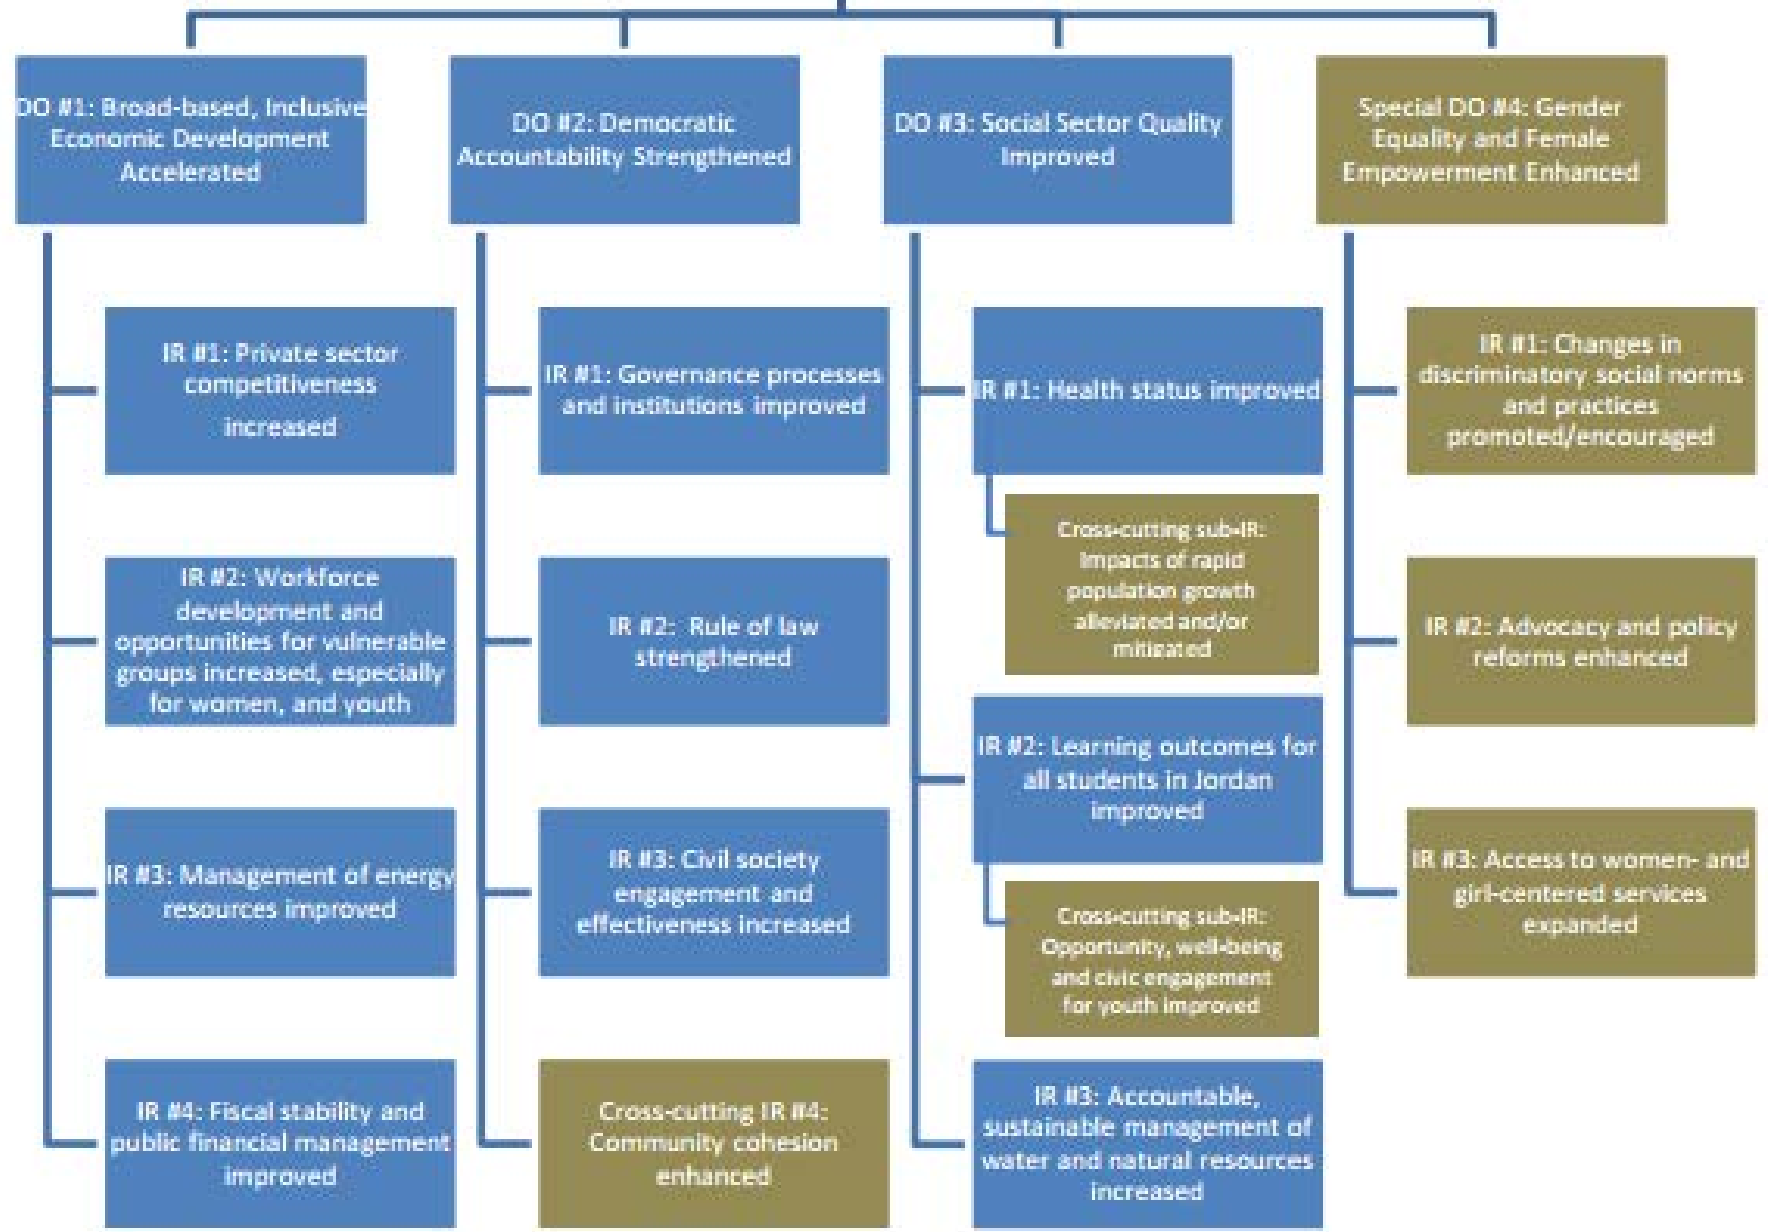 DO #1: Broad-based, Inclusive
Economic Development
Accelerated
DO #2: Democratic
Accountability Strengthened
DO #3: Social Sector Quality
Improved
Special DO #4: Gender
Equality and Female
Empowerment Enhanced
IR #1: Private sector
competitiveness
increased
IR #2: Workforce
development and
opportunities for vulnerable
groups increased, especially
for women, and youth
IR #3: Management of energy
resources improved
IR #4: Fiscal stability and
public financial management
improved
IR #1: Governance processes
and institutions improved
IR #2: Rule of law
strengthened
IR #3: Civil society
engagement and
effectiveness increased
Cross-cutting IR #4:
Community cohesion
enhanced
IR #1: Health status improved
Cross-cutting sub-IR:
Impacts of rapid
population growth
alleviated and/or
mitigated
IR #2: Learning outcomes for
all students in Jordan
improved
Cross-cutting sub-IR:
Opportunity, well-being
and civic engagement
for youth improved
IR #3: Accountable,
sustainable management of
water and natural resources
increased
IR #1: Changes in
discriminatory social norms
and practices
promoted/encouraged
IR #2: Advocacy and policy
reforms enhanced
IR #3: Access to women- and
girl-centered services
expanded